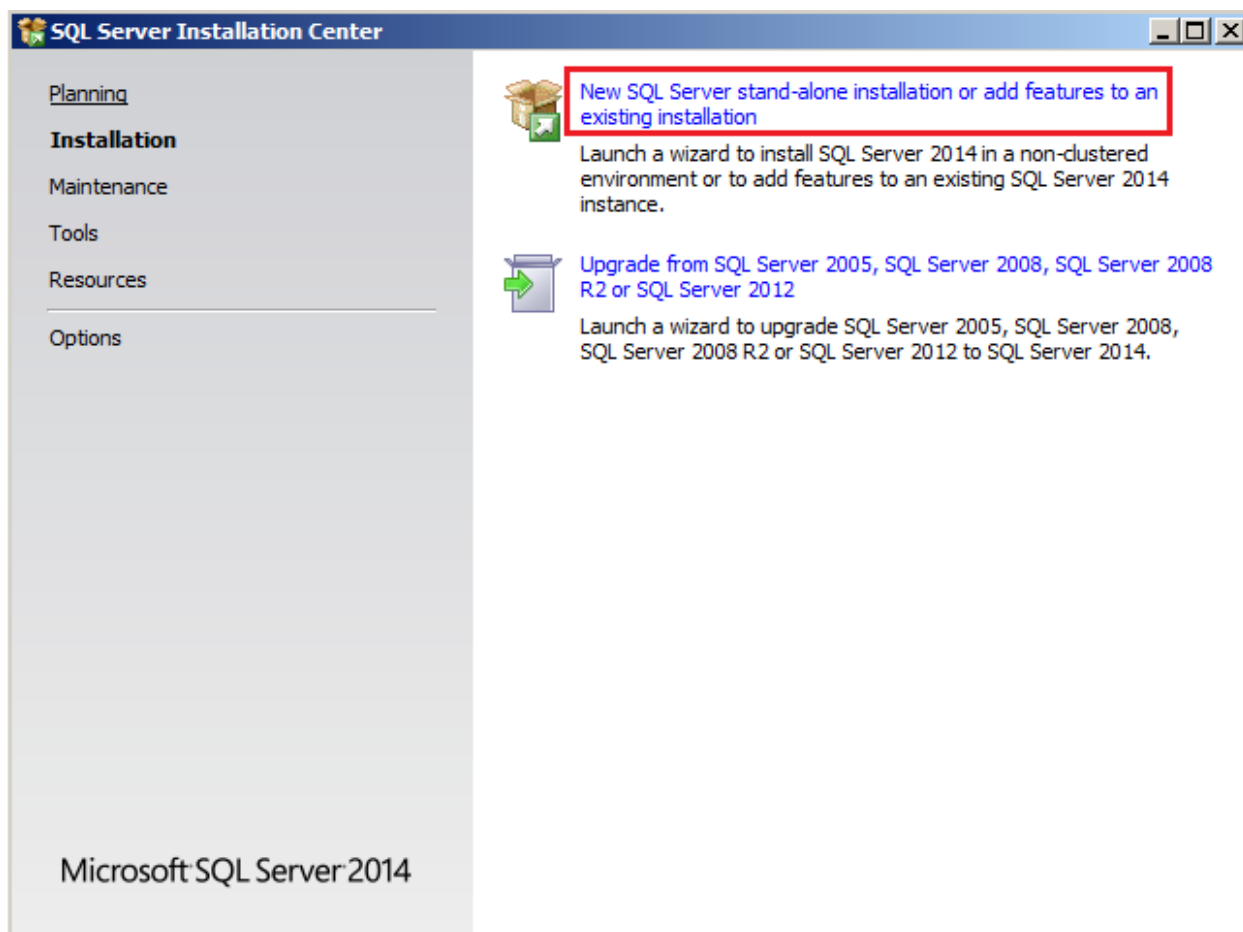 SQL Server Installation Center
Planning
Installation
Maintenance
Tools
Resources
Options
Microsoft SQL Server 2014
New SQL Server stand-alone installation or add features to an
existing installation
Launch a wizard to install SQL Server 2014 in a non-clustered
environment or to add features to an existing SQL Server 2014
instance.
Upgrade from SQL Server 2005, SQL Server 2008, SQL Server 2008
R2 or SQL Server 2012
Launch a wizard to upgrade SQL Server 2005, SQL Server 2008,
SQL Server 2008 R2 or SQL Server 2012 to SQL Server 2014.